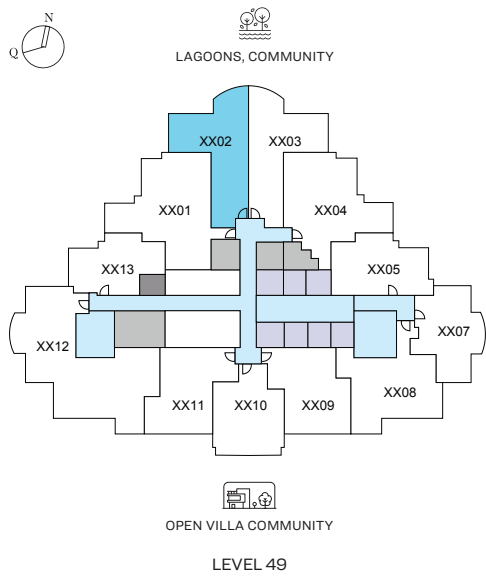 N
Q
LAGOONS, COMMUNITY
XX02
XX03
XX01
XX04
XX13
XX05
XX12
XX07
XX08
XX11
XX10
XX09
OPEN VILLA COMMUNITY
LEVEL 49